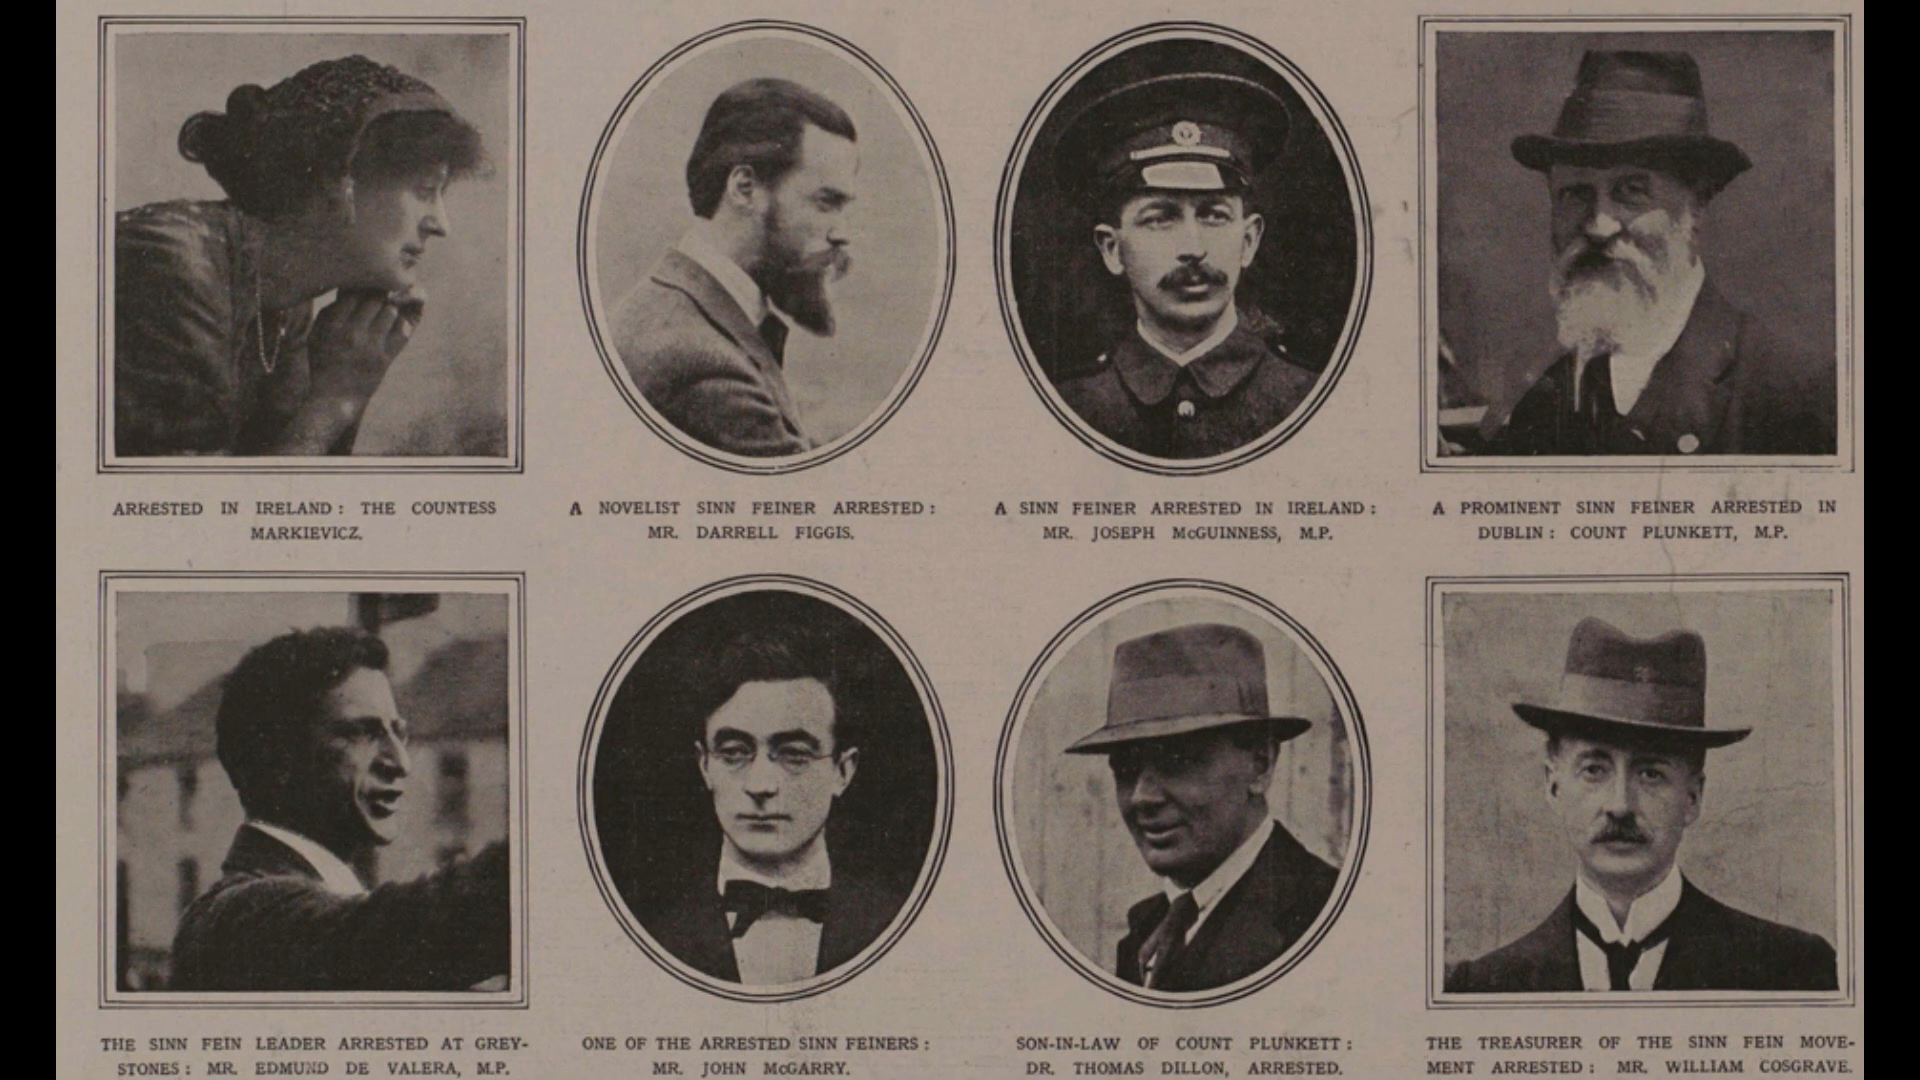 ARRESTED IN IRELAND: THE COUNTESS
MARKIEVICZ.
A NOVELIST SINN FEINER ARRESTED:
MR. DARRELL FIGGIS.
A SINN FEINER ARRESTED IN IRELAND:
MR. JOSEPH McGUINNESS, M.P.
A PROMINENT SINN FEINER ARRESTED IN
DUBLIN: COUNT PLUNKETT, M.P.
THE SINN FEIN LEADER ARRESTED AT GREY-
STONES: MR. EDMUND DE VALERA, M.P.
ONE OF THE ARRESTED SINN FEINERS:
MR. JOHN McGARRY.
SON-IN-LAW OF COUNT PLUNKETT:
DR. THOMAS DILLON, ARRESTED.
THE TREASURER OF THE SINN FEIN MOVE-
MENT ARRESTED: MR. WILLIAM COSGRAVE.